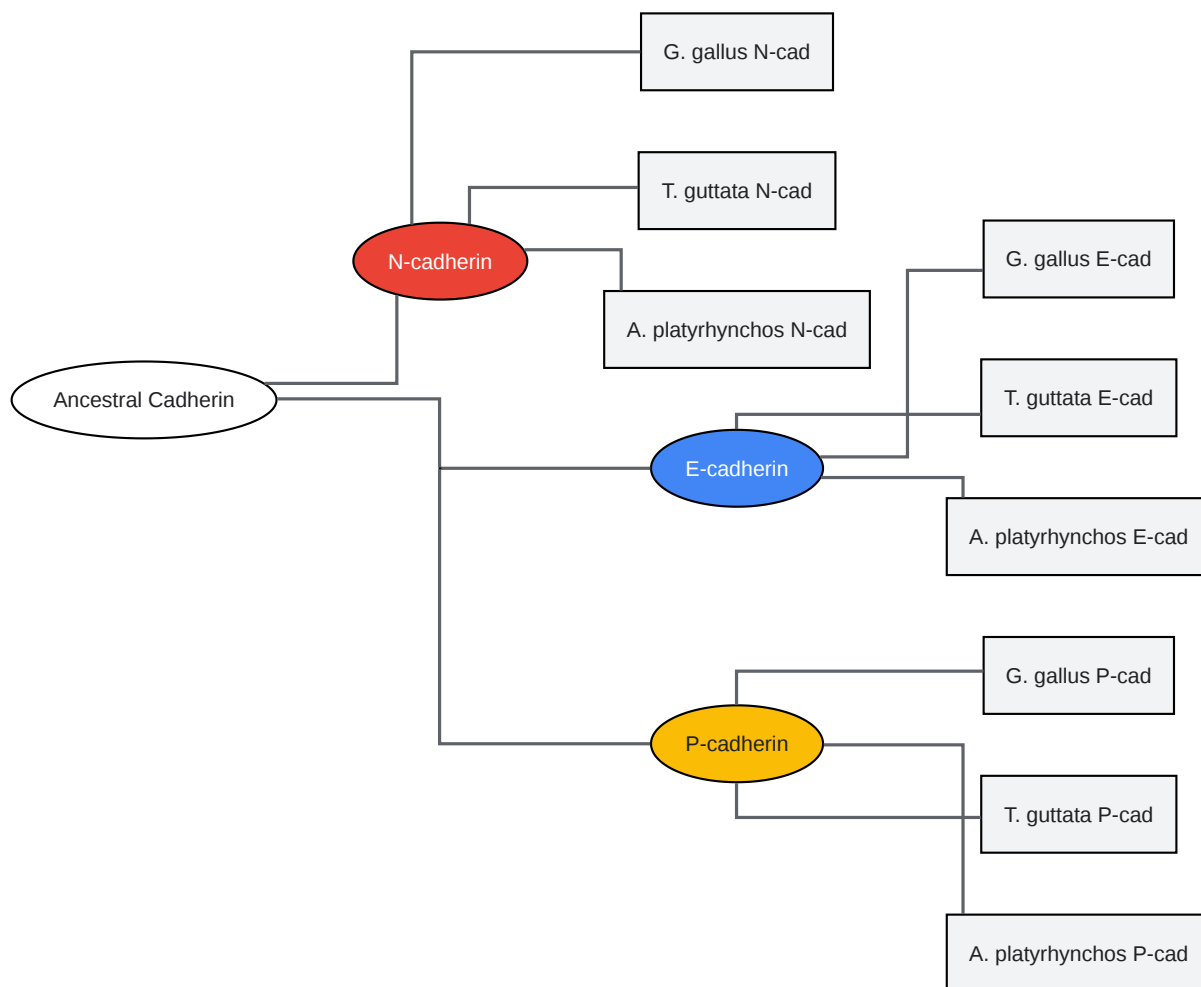 G. gallus N-cad
T. guttata N-cad
N-cadherin
G. gallus E-cad
A. platyrhynchos N-cad
Ancestral Cadherin
T. guttata E-cad
E-cadherin
A. platyrhynchos E-cad
G. gallus P-cad
P-cadherin
T. guttata P-cad
A. platyrhynchos P-cad